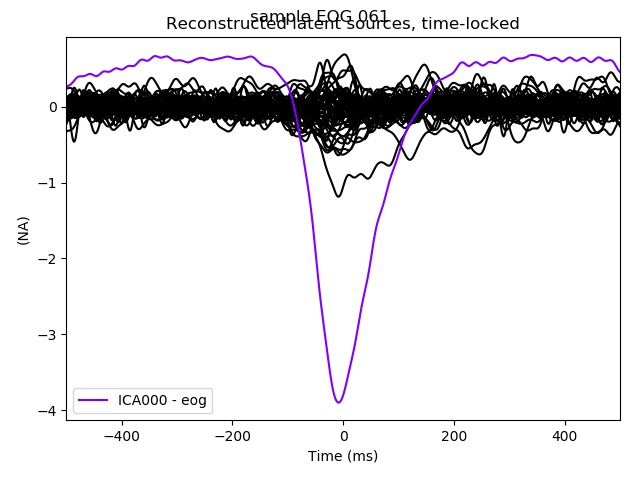 sample EOG 061
Reconstructed latent sources, time-locked
0
−1
−2
−3
−4
(NA)
ICA000 - eog
−400 −200 0 200 400
Time (ms)